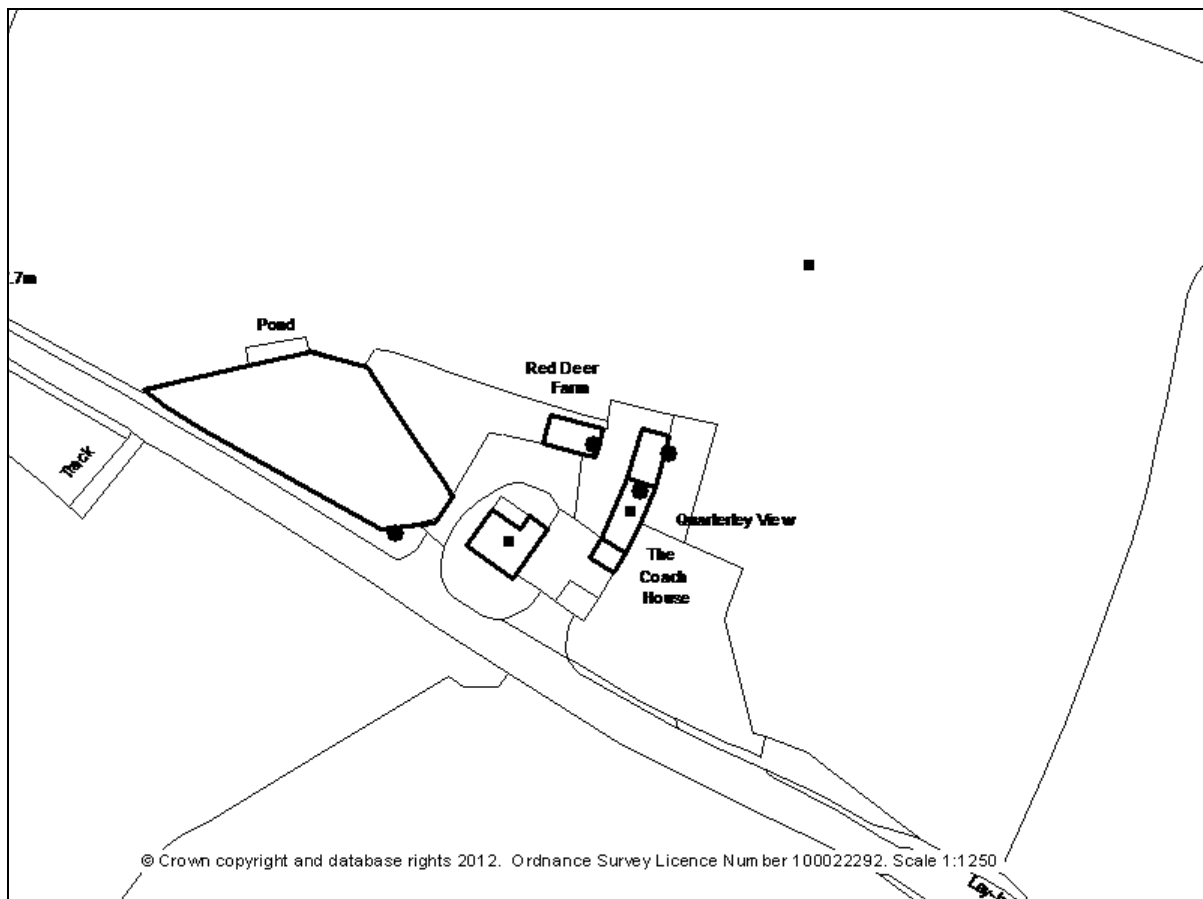 .7m
Pond
Red Deer
Farm
Track
Quarterley View
The
Coach
House
© Crown copyright and database rights 2012. Ordnance Survey Licence Number 100022292. Scale 1:1250